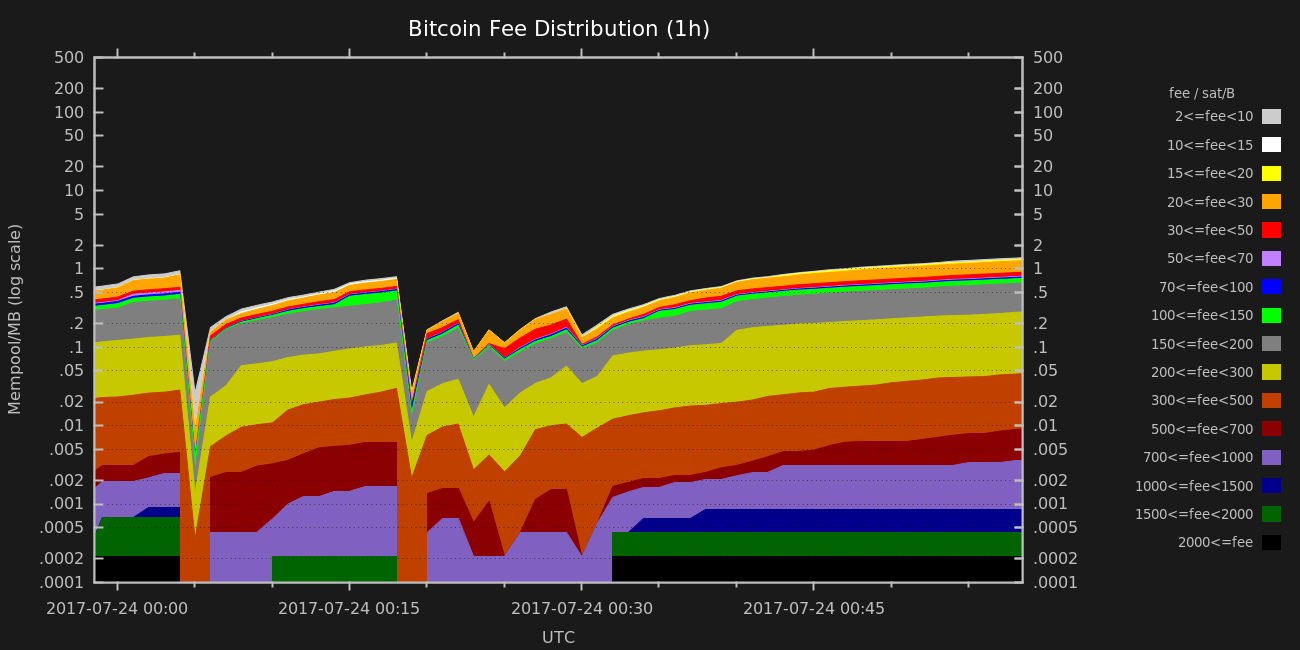 Bitcoin Fee Distribution (1h)
Mempool/MB (log scale)
500
200
100
50
20
10
5
2
1
.5
.2
.1
.05
.02
.01
.005
.002
.001
.0005
.0002
.0001
500
200
100
50
20
10
5
2
1
.5
.2
.1
.05
.02
.01
.005
.002
.001
.0005
.0002
.0001
2017-07-24 00:00
2017-07-24 00:15
2017-07-24 00:30
2017-07-24 00:45
UTC
fee / sat/B
2<=fee<10
10<=fee<15
15<=fee<20
20<=fee<30
30<=fee<50
50<=fee<70
70<=fee<100
100<=fee<150
150<=fee<200
200<=fee<300
300<=fee<500
500<=fee<700
700<=fee<1000
1000<=fee<1500
1500<=fee<2000
2000<=fee